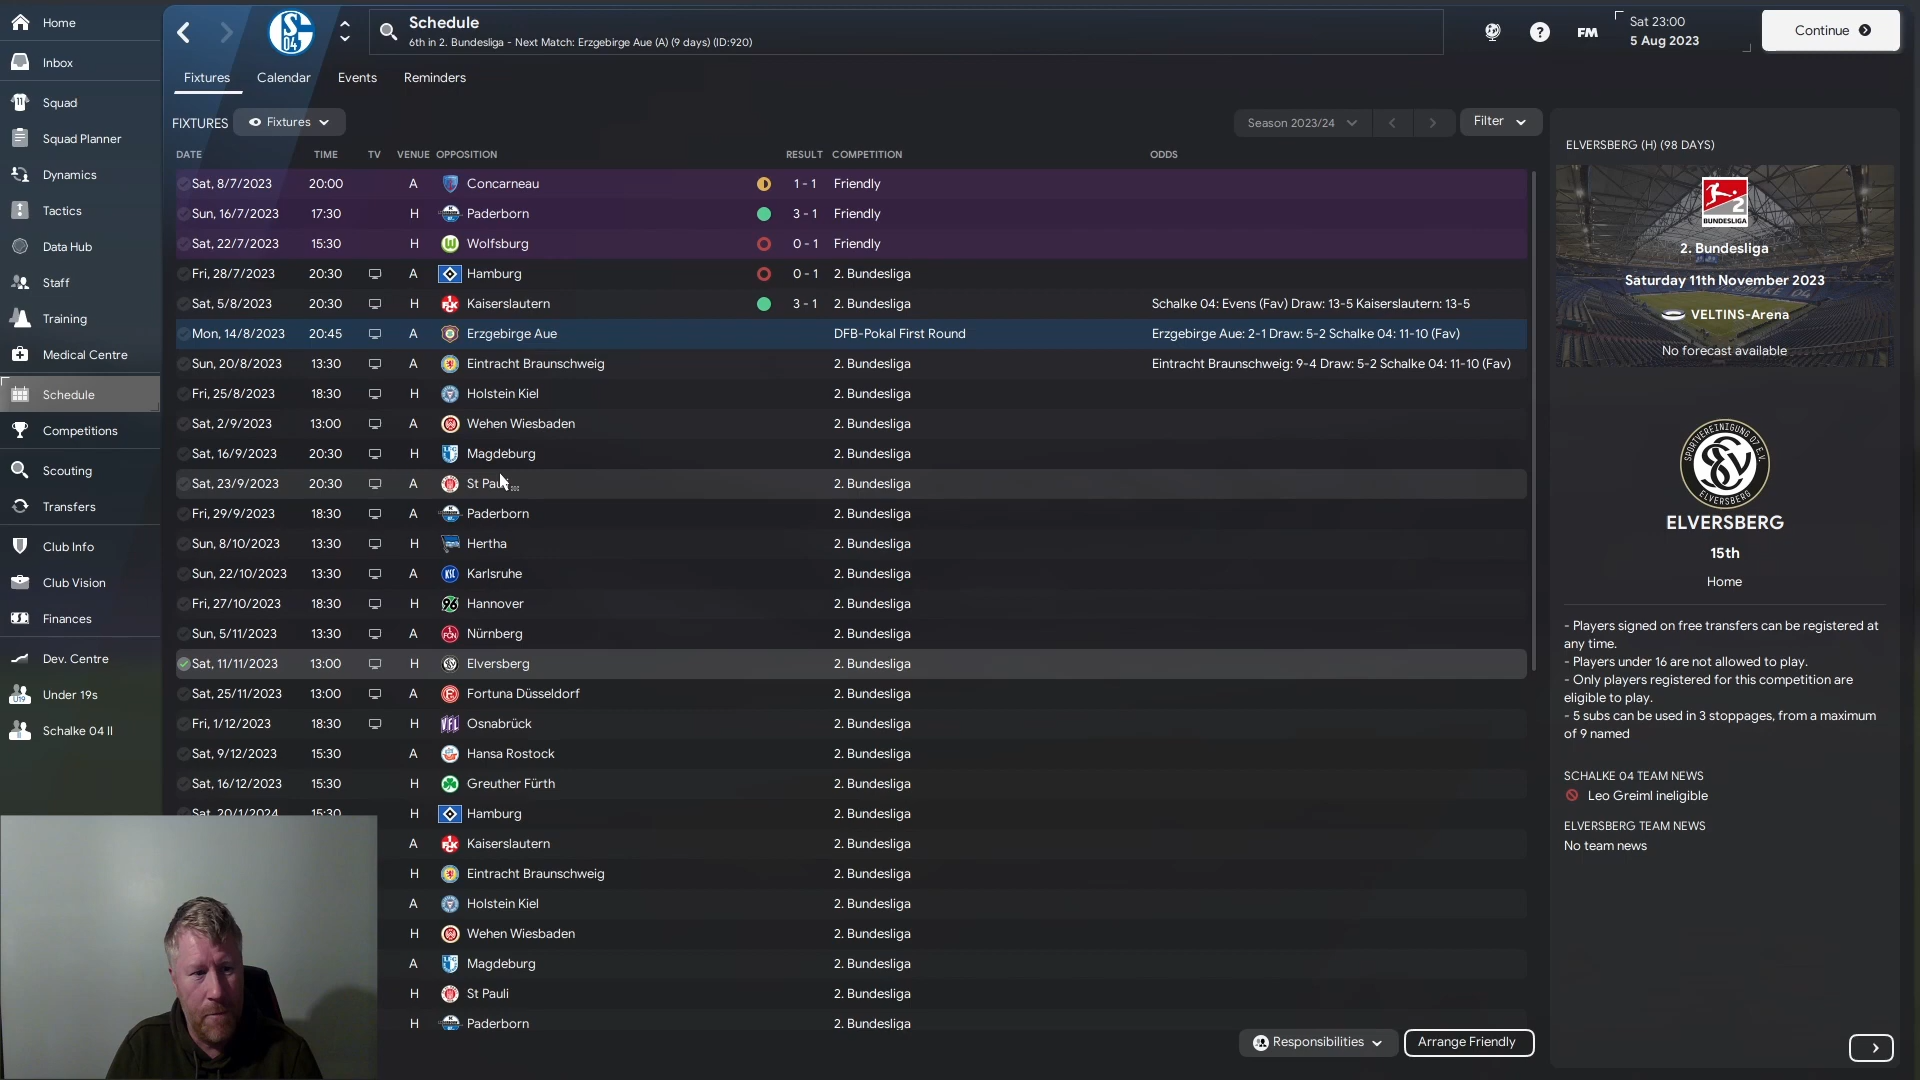 Home
Inbox
Squad
Squad Planner
Dynamics
Tactics
Data Hub
Staff
Training
Medical Centre
Schedule
Competitions
Scouting
Transfers
Club Info
Club Vision
Finances
Dev. Centre
Under 19s
Schalke 04 II
Schedule
6th in 2. Bundesliga - Next Match: Erzgebirge Aue (A) (9 days) (ID:920)
FM
Sat 23:00
5 Aug 2023
Continue
Fixtures Calendar Events Reminders
FIXTURES Fixtures Season 2023/24 Filter
DATE TIME TV VENUE OPPOSITION RESULT COMPETITION ODDS
Sat, 8/7/2023 20:00 A Concarneau 1 - 1 Friendly
Sun, 16/7/2023 17:30 H Paderborn 3 - 1 Friendly
Sat, 22/7/2023 15:30 H Wolfsburg 0 - 1 Friendly
Fri, 28/7/2023 20:30 A Hamburg 0 - 1 2. Bundesliga
Sat, 5/8/2023 20:30 H Kaiserslautern 3 - 1 2. Bundesliga Schalke 04: Evens (Fav) Draw: 13-5 Kaiserslautern: 13-5
Mon, 14/8/2023 20:45 A Erzgebirge Aue DFB-Pokal First Round Erzgebirge Aue: 2-1 Draw: 5-2 Schalke 04: 11-10 (Fav)
Sun, 20/8/2023 13:30 A Eintracht Braunschweig 2. Bundesliga Eintracht Braunschweig: 9-4 Draw: 5-2 Schalke 04: 11-10 (Fav)
Fri, 25/8/2023 18:30 H Holstein Kiel 2. Bundesliga
Sat, 2/9/2023 13:00 A Wehen Wiesbaden 2. Bundesliga
Sat, 16/9/2023 20:30 H Magdeburg 2. Bundesliga
Sat, 23/9/2023 20:30 A St 2. Bundesliga
Fri, 29/9/2023 18:30 A Paderborn 2. Bundesliga
Sun, 8/10/2023 13:30 H Hertha 2. Bundesliga
Sun, 22/10/2023 13:30 A Karlsruhe 2. Bundesliga
Fri, 27/10/2023 18:30 H Hannover 2. Bundesliga
Sun, 5/11/2023 13:30 A Nürnberg 2. Bundesliga
Sat, 11/11/2023 13:00 H Elversberg 2. Bundesliga
Sat, 25/11/2023 13:00 A Fortuna Düsseldorf 2. Bundesliga
Fri, 1/12/2023 18:30 H Osnabrück 2. Bundesliga
Sat, 9/12/2023 15:30 A Hansa Rostock 2. Bundesliga
Sat, 16/12/2023 15:30 H Greuther Fürth 2. Bundesliga
Sat, 20/1/2024 15:30 H Hamburg 2. Bundesliga
A Kaiserslautern 2. Bundesliga
H Eintracht Braunschweig 2. Bundesliga
A Holstein Kiel 2. Bundesliga
H Wehen Wiesbaden 2. Bundesliga
A Magdeburg 2. Bundesliga
H St Pauli 2. Bundesliga
H Paderborn 2. Bundesliga
Responsibilities Arrange Friendly
ELVERSBERG (H) (98 DAYS)
2
BUNDESLIGA
2. Bundesliga
Saturday 11th November 2023
VELTINS-Arena
No forecast available
SPORTVEREINIGUNG 07 E.V.
ELVERSBERG
ELVERSBERG
15th
Home
- Players signed on free transfers can be registered at
any time.
- Players under 16 are not allowed to play.
- Only players registered for this competition are
eligible to play.
- 5 subs can be used in 3 stoppages, from a maximum
of 9 named
SCHALKE 04 TEAM NEWS
Leo Greiml ineligible
ELVERSBERG TEAM NEWS
No team news